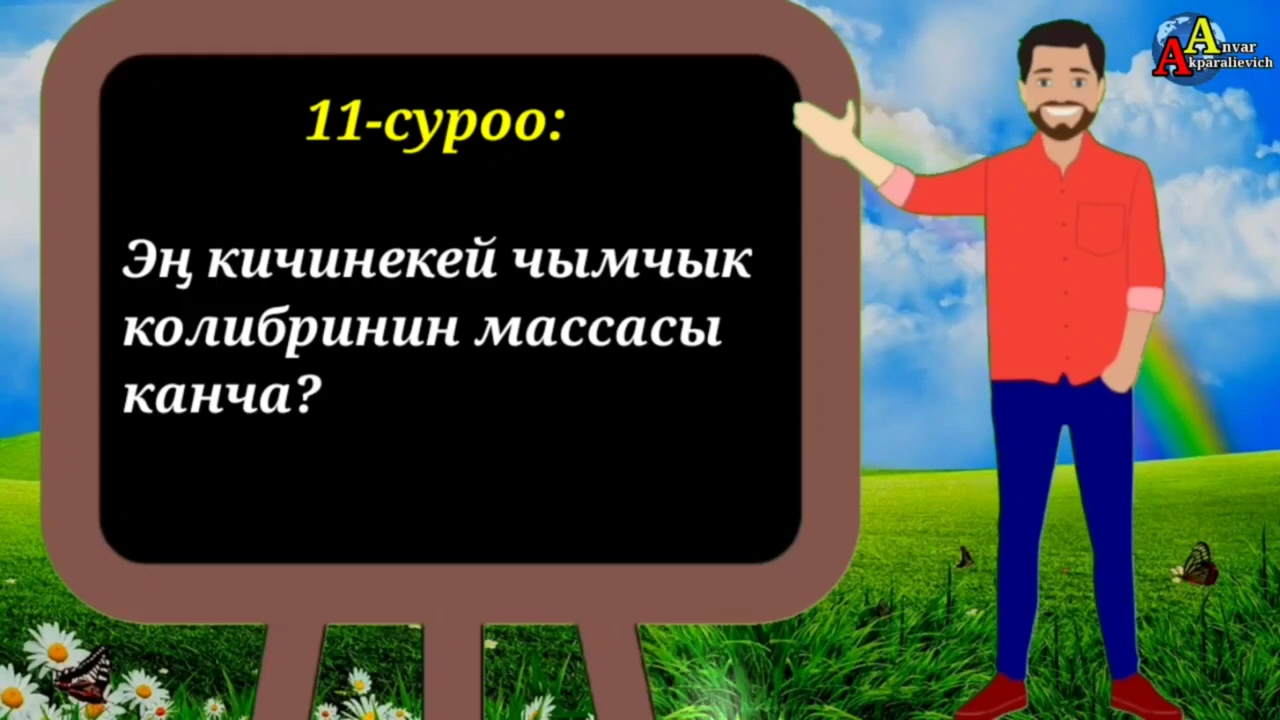 11-суроо:
Эң кичинекей чымчык
колибринин массасы
канча?
Anvar
Akparalievich